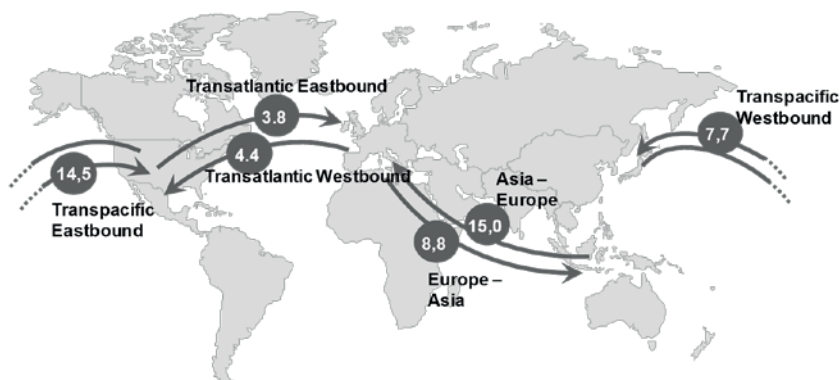 Transatlantic Eastbound
3.8
Transpacific
Westbound
7,7
4.4
Transatlantic Westbound
14,5
Transpacific
Eastbound
Asia –
Europe
15,0
8,8
Europe –
Asia